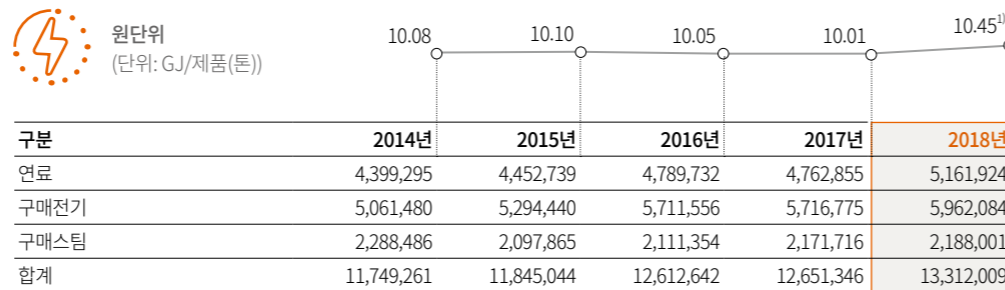 원단위
(단위: GJ/제품(톤))
10.08 10.10 10.05 10.01 10.45¹⁾
구분 2014년 2015년 2016년 2017년 2018년
연료 4,399,295 4,452,739 4,789,732 4,762,855 5,161,924
구매전기 5,061,480 5,294,440 5,711,556 5,716,775 5,962,084
구매스팀 2,288,486 2,097,865 2,111,354 2,171,716 2,188,001
합계 11,749,261 11,845,044 12,612,642 12,651,346 13,312,009